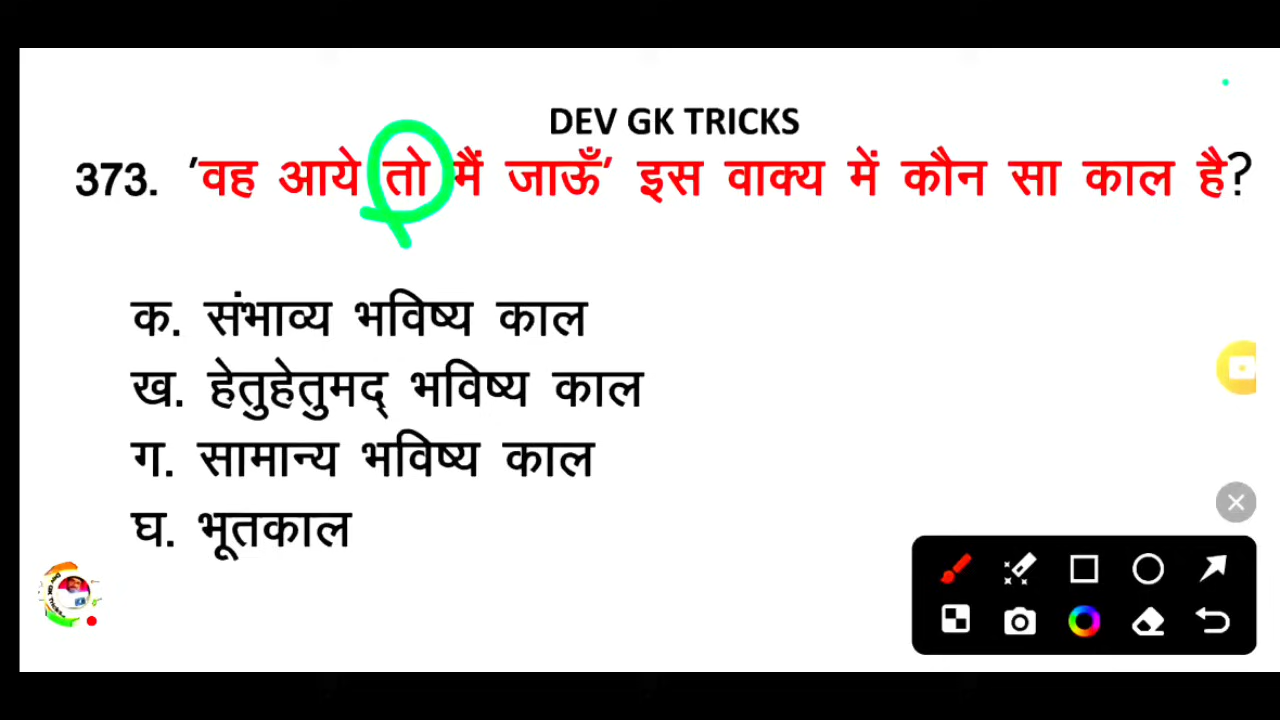 DEV GK TRICKS
373. 'वह आये तो मैं जाऊँ' इस वाक्य में कौन सा काल है?
क. संभाव्य भविष्य काल
ख. हेतुहेतुमद् भविष्य काल
ग. सामान्य भविष्य काल
घ. भूतकाल